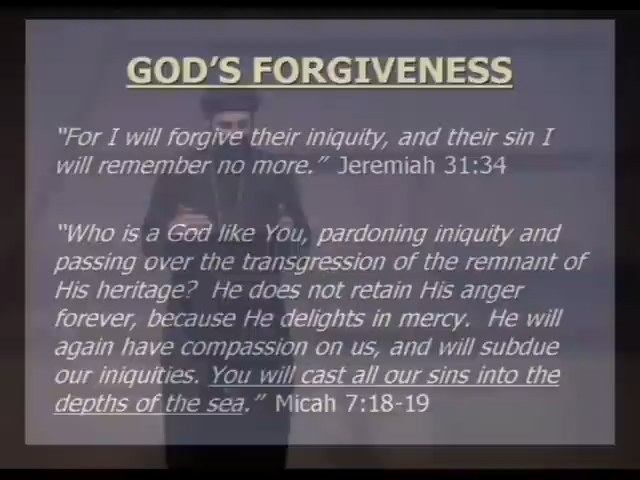 GOD'S FORGIVENESS
“For I will forgive their iniquity, and their sin I
will remember no more.” Jeremiah 31:34
“Who is a God like You, pardoning iniquity and
passing over the transgression of the remnant of
His heritage?  He does not retain His anger
forever, because He delights in mercy.  He will
again have compassion on us, and will subdue
our iniquities. You will cast all our sins into the
depths of the sea.” Micah 7:18-19